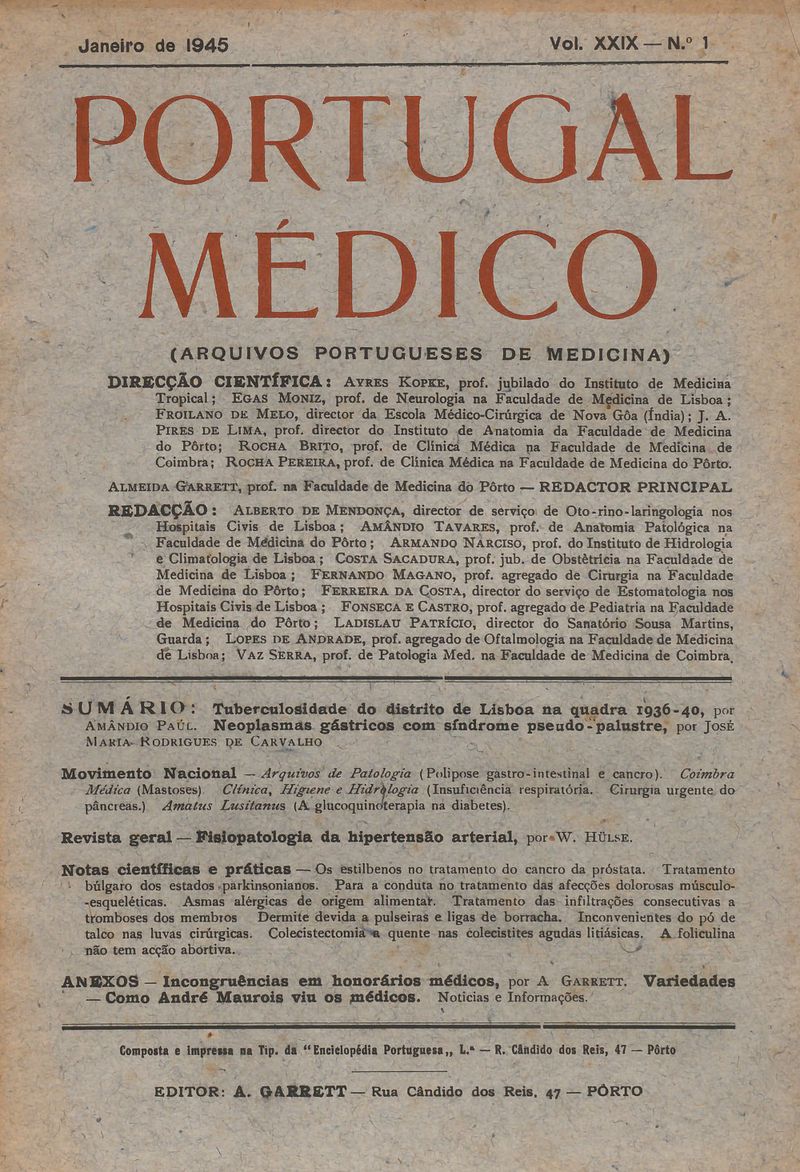 Janeiro de 1945 Vol. XXIX — N.º 1
PORTUGAL
MÉDICO
(ARQUIVOS PORTUGUESES DE MEDICINA)
DIRECÇÃO CIENTÍFICA: AYRES KOPKE, prof. jubilado do Instituto de Medicina
Tropical; EGAS MONIZ, prof. de Neurologia na Faculdade de Medicina de Lisboa;
FROILANO DE MELO, director da Escola Médico-Cirúrgica de Nova Gôa (Índia); J. A.
PIRES DE LIMA, prof. director do Instituto de Anatomia da Faculdade de Medicina
do Pôrto; ROCHA BRITO, prof. de Clínica Médica na Faculdade de Medicina de
Coimbra; ROCHA PEREIRA, prof. de Clínica Médica na Faculdade de Medicina do Pôrto.
ALMEIDA GARRETT, prof. na Faculdade de Medicina do Pôrto — REDACTOR PRINCIPAL
REDACÇÃO: ALBERTO DE MENDONÇA, director de serviço de Oto-rino-laringologia nos
Hospitais Civis de Lisboa; AMÂNDIO TAVARES, prof. de Anatomia Patológica na
Faculdade de Medicina do Pôrto; ARMANDO NARCISO, prof. do Instituto de Hidrologia
e Climatologia de Lisboa; COSTA SACADURA, prof. jub. de Obstètrícia na Faculdade de
Medicina de Lisboa; FERNANDO MAGANO, prof. agregado de Cirurgia na Faculdade
de Medicina do Pôrto; FERREIRA DA COSTA, director do serviço de Estomatologia nos
Hospitais Civis de Lisboa; FONSECA E CASTRO, prof. agregado de Pediatria na Faculdade
de Medicina do Pôrto; LADISLAU PATRÍCIO, director do Sanatório Sousa Martins,
Guarda; LOPES DE ANDRADE, prof. agregado de Oftalmologia na Faculdade de Medicina
de Lisboa; VAZ SERRA, prof. de Patologia Med. na Faculdade de Medicina de Coimbra.
SUMÁRIO: Tuberculosidade do distrito de Lisboa na quadra 1936-40, por
AMÂNDIO PAÚL. Neoplasmas gástricos com síndrome pseudo-palustre, por JOSÉ
MARIA RODRIGUES DE CARVALHO
Movimento Nacional — Arquivos de Patologia (Polipose gastro-intestinal e cancro). Coimbra
Médica (Mastoses) Clínica, Higiene e Hidrologia (Insuficiência respiratória. Cirurgia urgente do
pâncreas.) Amatus Lusitanus (A glucoquinoterapia na diabetes).
Revista geral — Fisiopatologia da hipertensão arterial, por W. HÜLSE.
Notas científicas e práticas — Os estilbenos no tratamento do cancro da próstata. Tratamento
búlgaro dos estados parkinsonianos. Para a conduta no tratamento das afecções dolorosas músculo-
-esqueléticas. Asmas alérgicas de origem alimentar. Tratamento das infiltrações consecutivas a
tromboses dos membros Dermite devida a pulseiras e ligas de borracha. Inconvenientes do pó de
talco nas luvas cirúrgicas. Colecistectomia a quente nas colecistites agudas litiásicas. A foliculina
não tem acção abortiva.
ANEXOS — Incongruências em honorários médicos, por A GARRETT. Variedades
— Como André Maurois viu os médicos. Noticias e Informações.
Composta e impressa na Tip. da "Enciclopédia Portuguesa,, L.ª — R. Cândido dos Reis, 47 — Pôrto
EDITOR: A. GARRETT — Rua Cândido dos Reis, 47 — PÔRTO